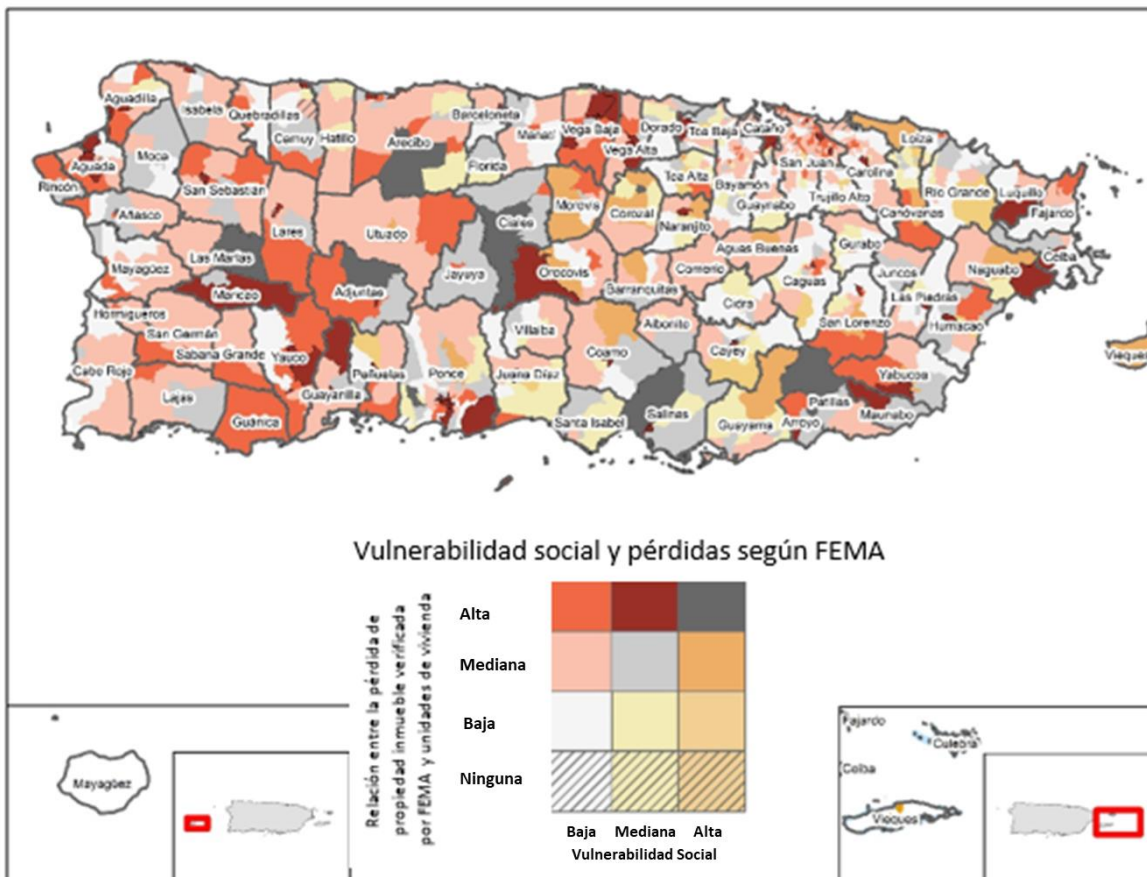 Aguadilla
Isabela
Quebradillas
Camuy
Hatillo
Arecibo
Barceloneta
Manatí
Vega Baja
Dorado
Toa Baja
Cataño
Loiza
Moca
Florida
Vega Alta
San Juan
Aguada
Rincón
San Sebastián
Toa Alta
Bayamón
Carolina
Río Grande
Luquillo
Trujillo Alto
Guaynabo
Fajardo
Añasco
Lares
Utuado
Ciales
Morovis
Corozal
Naranjito
Canóvanas
Aguas Buenas
Gurabo
Ceiba
Las Marías
Mayagüez
Jayuya
Orocovis
Comerío
Caguas
Juncos
Naguabo
Maricao
Adjuntas
Barranquitas
Cidra
Las Piedras
Hormigueros
San Germán
Villalba
Aibonito
San Lorenzo
Humacao
Sabana Grande
Yauco
Coamo
Cayey
Vieques
Cabo Rojo
Peñuelas
Ponce
Juana Díaz
Yabucoa
Lajas
Guayanilla
Patillas
Guánica
Santa Isabel
Salinas
Guayama
Arroyo
Maunabo
Vulnerabilidad social y pérdidas según FEMA
Relación entre la pérdida de
propiedad inmueble verificada
por FEMA y unidades de vivienda
Alta
Mediana
Baja
Ninguna
Baja
Mediana
Alta
Vulnerabilidad Social
Mayagüez
Fajardo
Culebra
Ceiba
Vieques